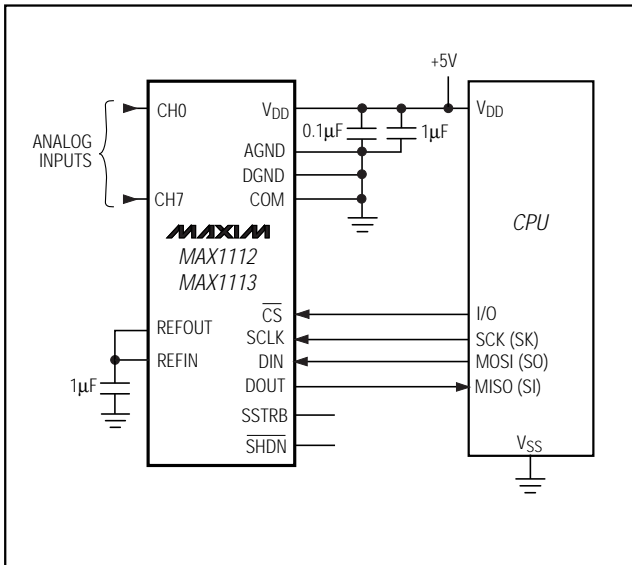 +5V
CH0
VDD
VDD
0.1µF
1µF
ANALOG
INPUTS
AGND
DGND
CH7
COM
CPU
MAXIM
MAX1112
MAX1113
CS
I/O
SCLK
SCK (SK)
REFOUT
DIN
MOSI (SO)
REFIN
DOUT
MISO (SI)
1µF
SSTRB
SHDN
VSS